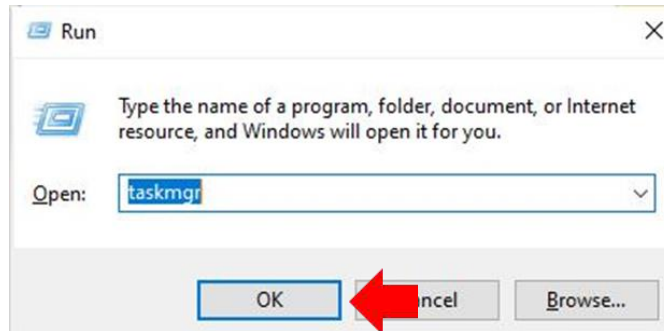 Run
Type the name of a program, folder, document, or Internet
resource, and Windows will open it for you.
Open: taskmgr
OK ncel Browse...